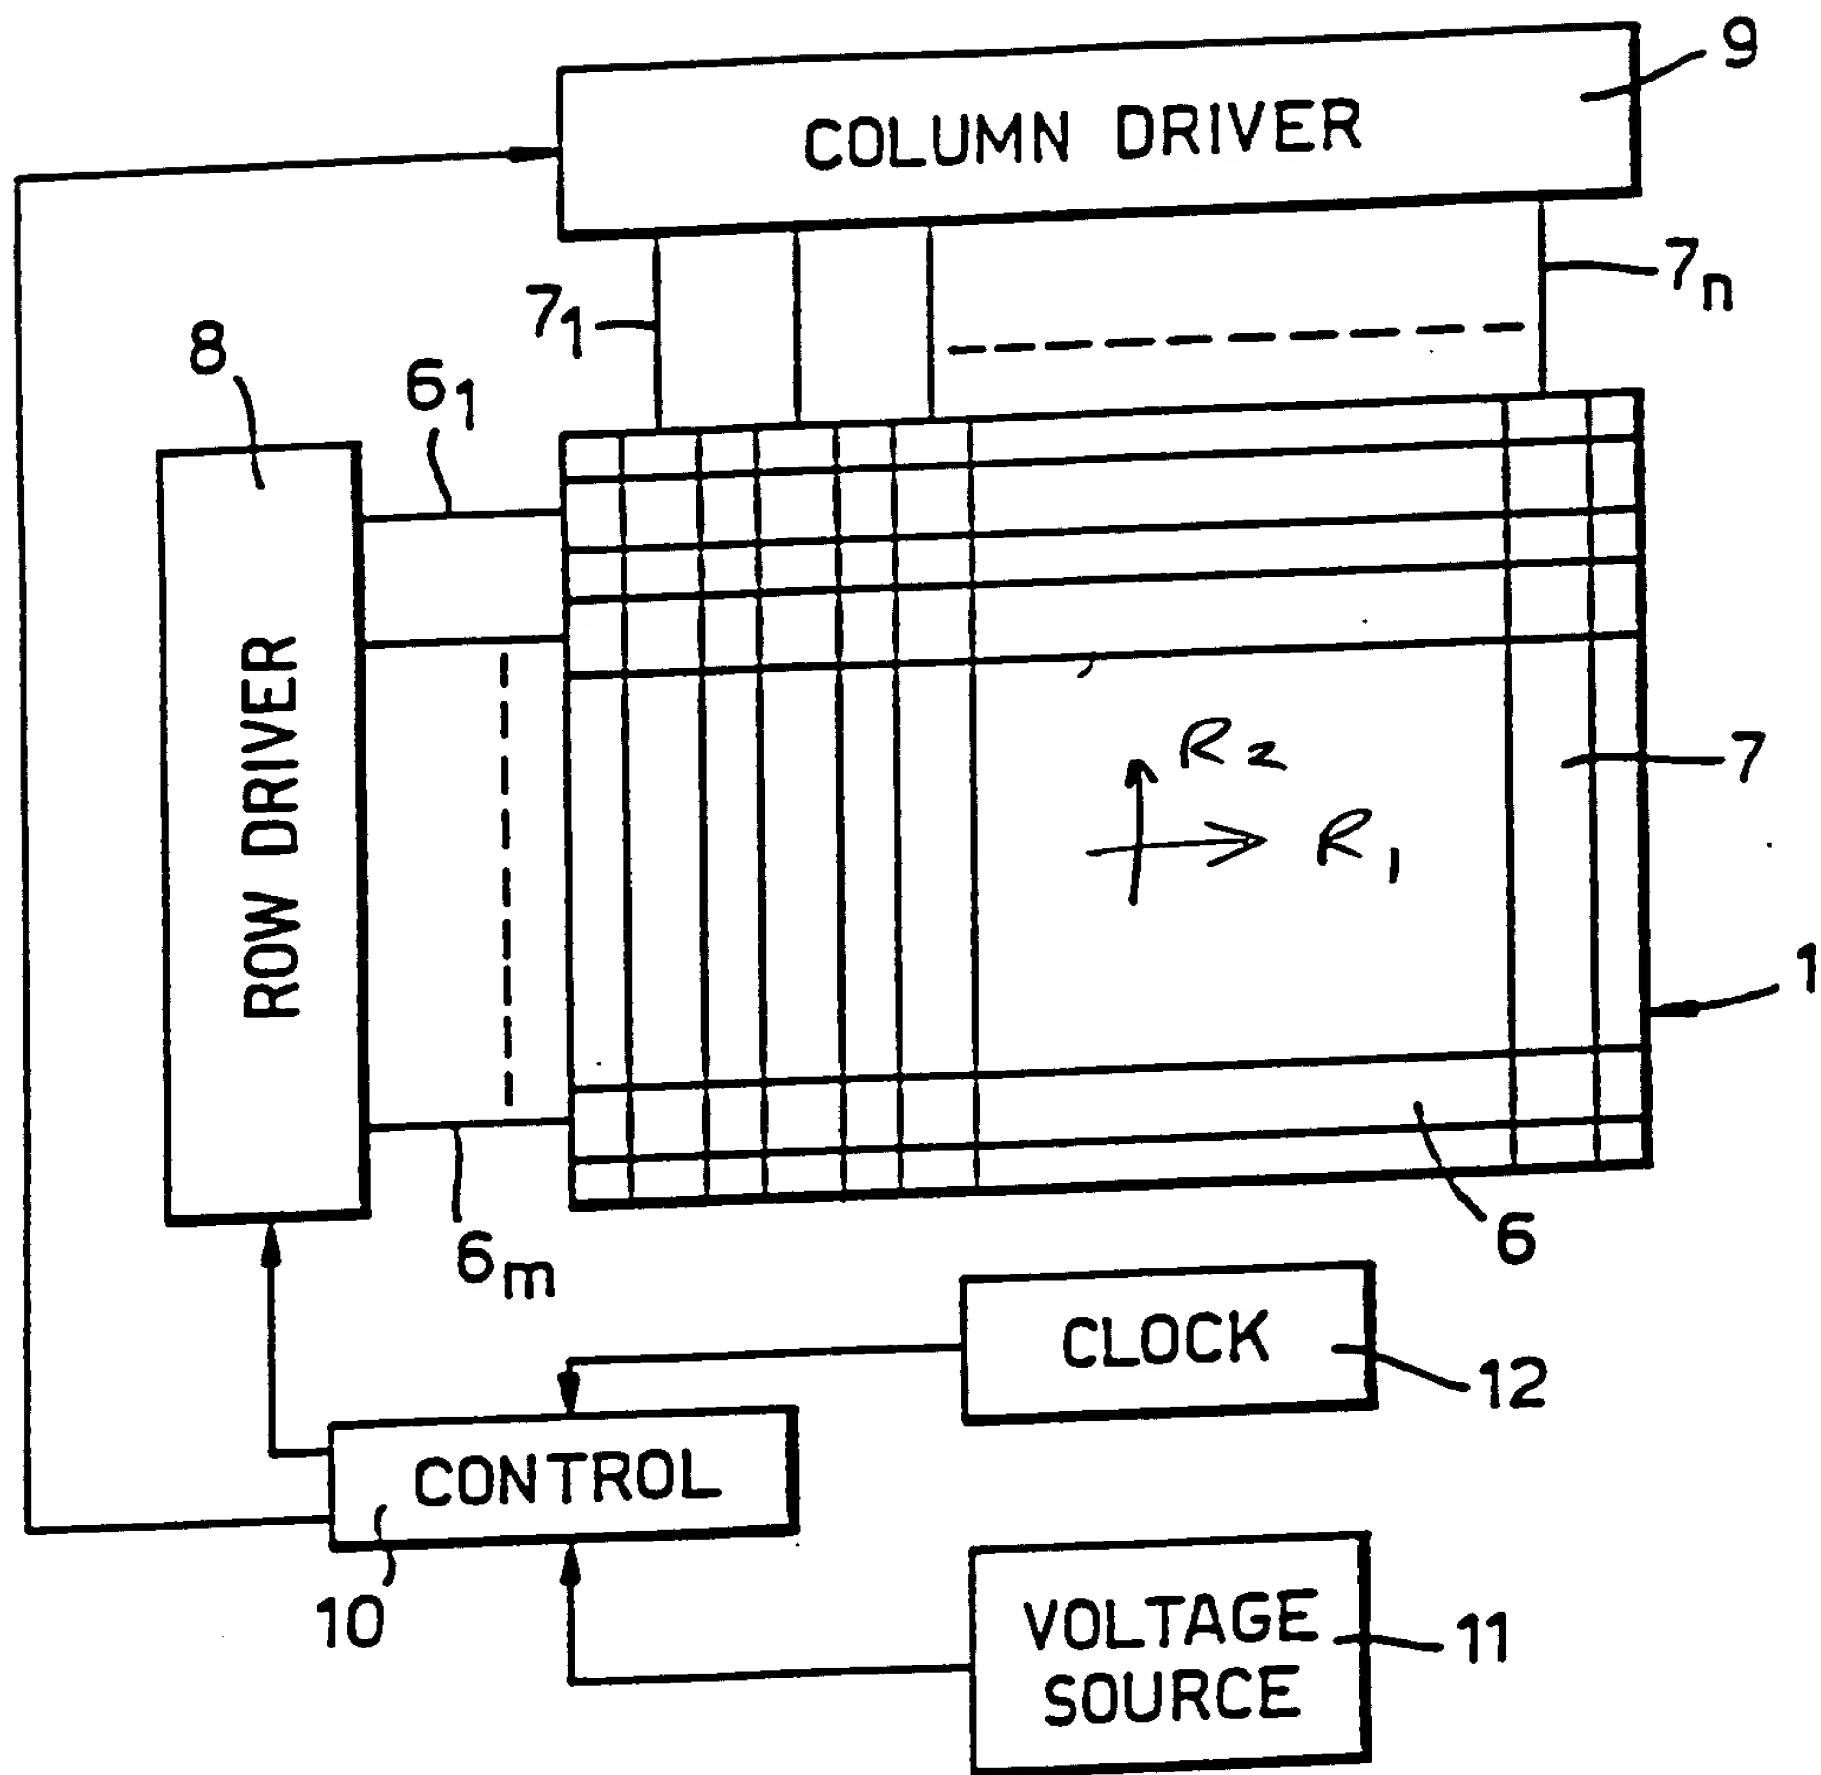 9
COLUMN DRIVER
7n
71
8
61
ROW DRIVER
R2
7
R1
1
6
6m
CLOCK
12
CONTROL
10
VOLTAGE
SOURCE
11